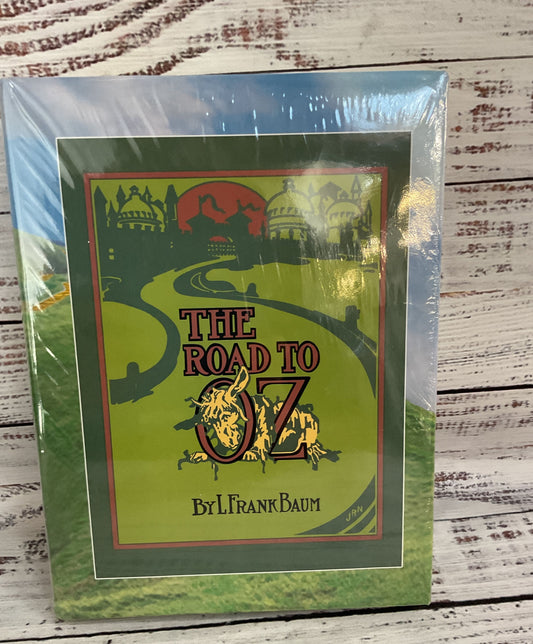 THE
ROAD TO
OZ
BY L FRANK BAUM
JRN